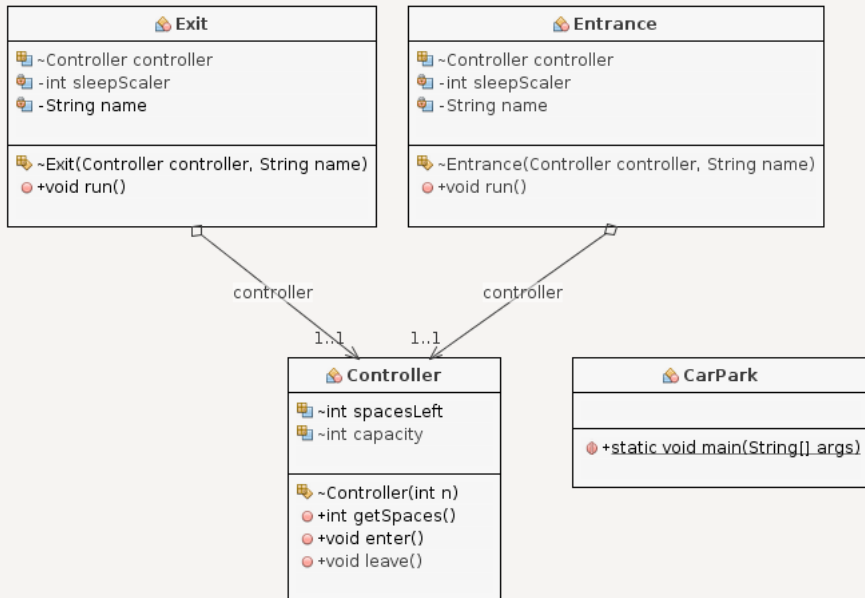 Exit
~Controller controller
-int sleepScaler
-String name
~Exit(Controller controller, String name)
+void run()
Entrance
~Controller controller
-int sleepScaler
-String name
~Entrance(Controller controller, String name)
+void run()
controller
controller
1..1
1..1
Controller
~int spacesLeft
~int capacity
~Controller(int n)
+int getSpaces()
+void enter()
+void leave()
CarPark
+static void main(String[] args)